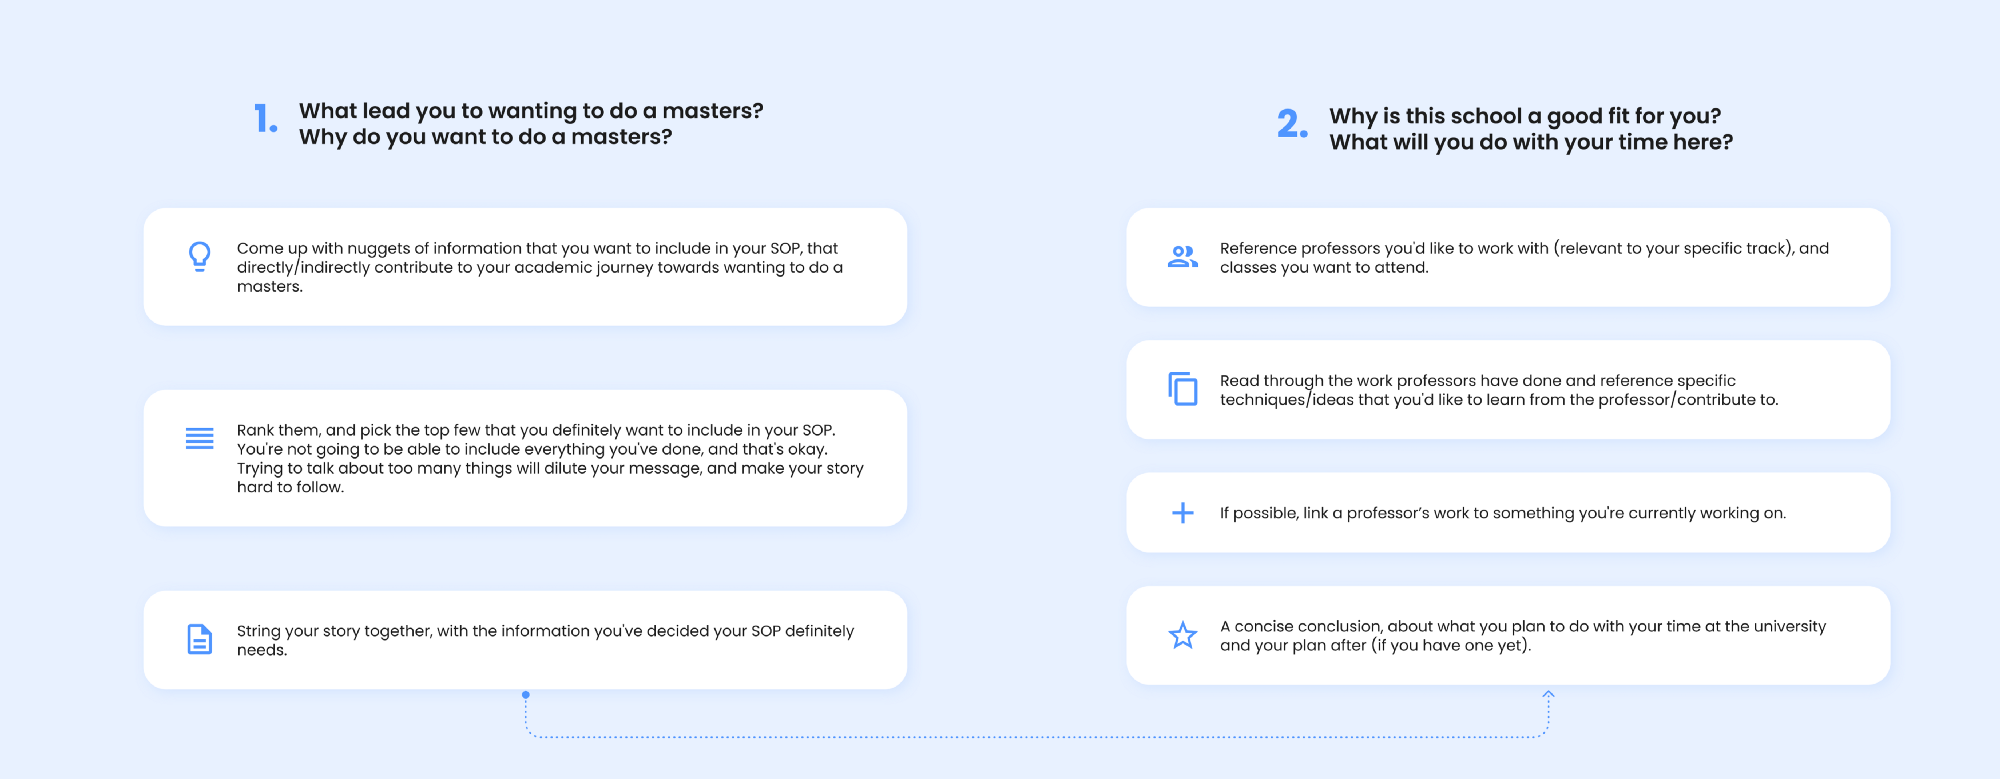 1. What lead you to wanting to do a masters?
Why do you want to do a masters?
Come up with nuggets of information that you want to include in your SOP, that
directly/indirectly contribute to your academic journey towards wanting to do a
masters.
Rank them, and pick the top few that you definitely want to include in your SOP.
You're not going to be able to include everything you've done, and that's okay.
Trying to talk about too many things will dilute your message, and make your story
hard to follow.
String your story together, with the information you've decided your SOP definitely
needs.
2. Why is this school a good fit for you?
What will you do with your time here?
Reference professors you'd like to work with (relevant to your specific track), and
classes you want to attend.
Read through the work professors have done and reference specific
techniques/ideas that you'd like to learn from the professor/contribute to.
If possible, link a professor’s work to something you're currently working on.
A concise conclusion, about what you plan to do with your time at the university
and your plan after (if you have one yet).